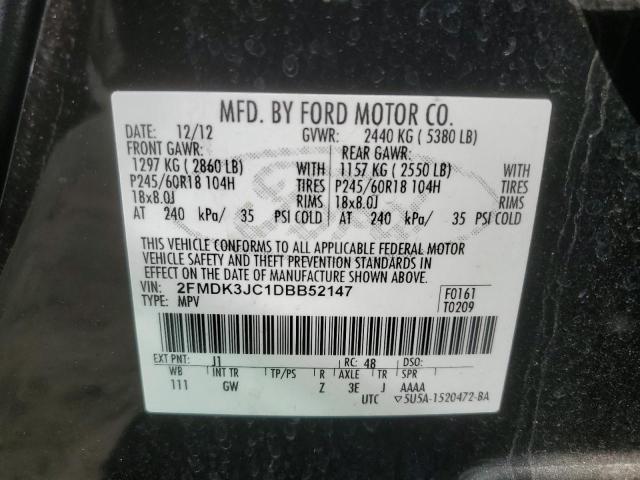 MFD. BY FORD MOTOR CO.
DATE: 12/12 GVWR: 2440 KG ( 5380 LB)
FRONT GAWR: REAR GAWR:
1297 KG ( 2860 LB) WITH 1157 KG ( 2550 LB) WITH
P245/60R18 104H TIRES P245/60R18 104H TIRES
18x8.0J RIMS 18x8.0J RIMS
AT 240 kPa/ 35 PSI COLD AT 240 kPa/ 35 PSI COLD
THIS VEHICLE CONFORMS TO ALL APPLICABLE FEDERAL MOTOR
VEHICLE SAFETY AND THEFT PREVENTION STANDARDS IN
EFFECT ON THE DATE OF MANUFACTURE SHOWN ABOVE.
VIN: 2FMDK3JC1DBB52147 F0161
TYPE: MPV T0209
EXT PNT: J1 RC: 48 DSO:
WB INT TR TP/PS R AXLE TR SPR
111 GW Z 3E J AAAA
UTC ▽5U5A-1520472-BA